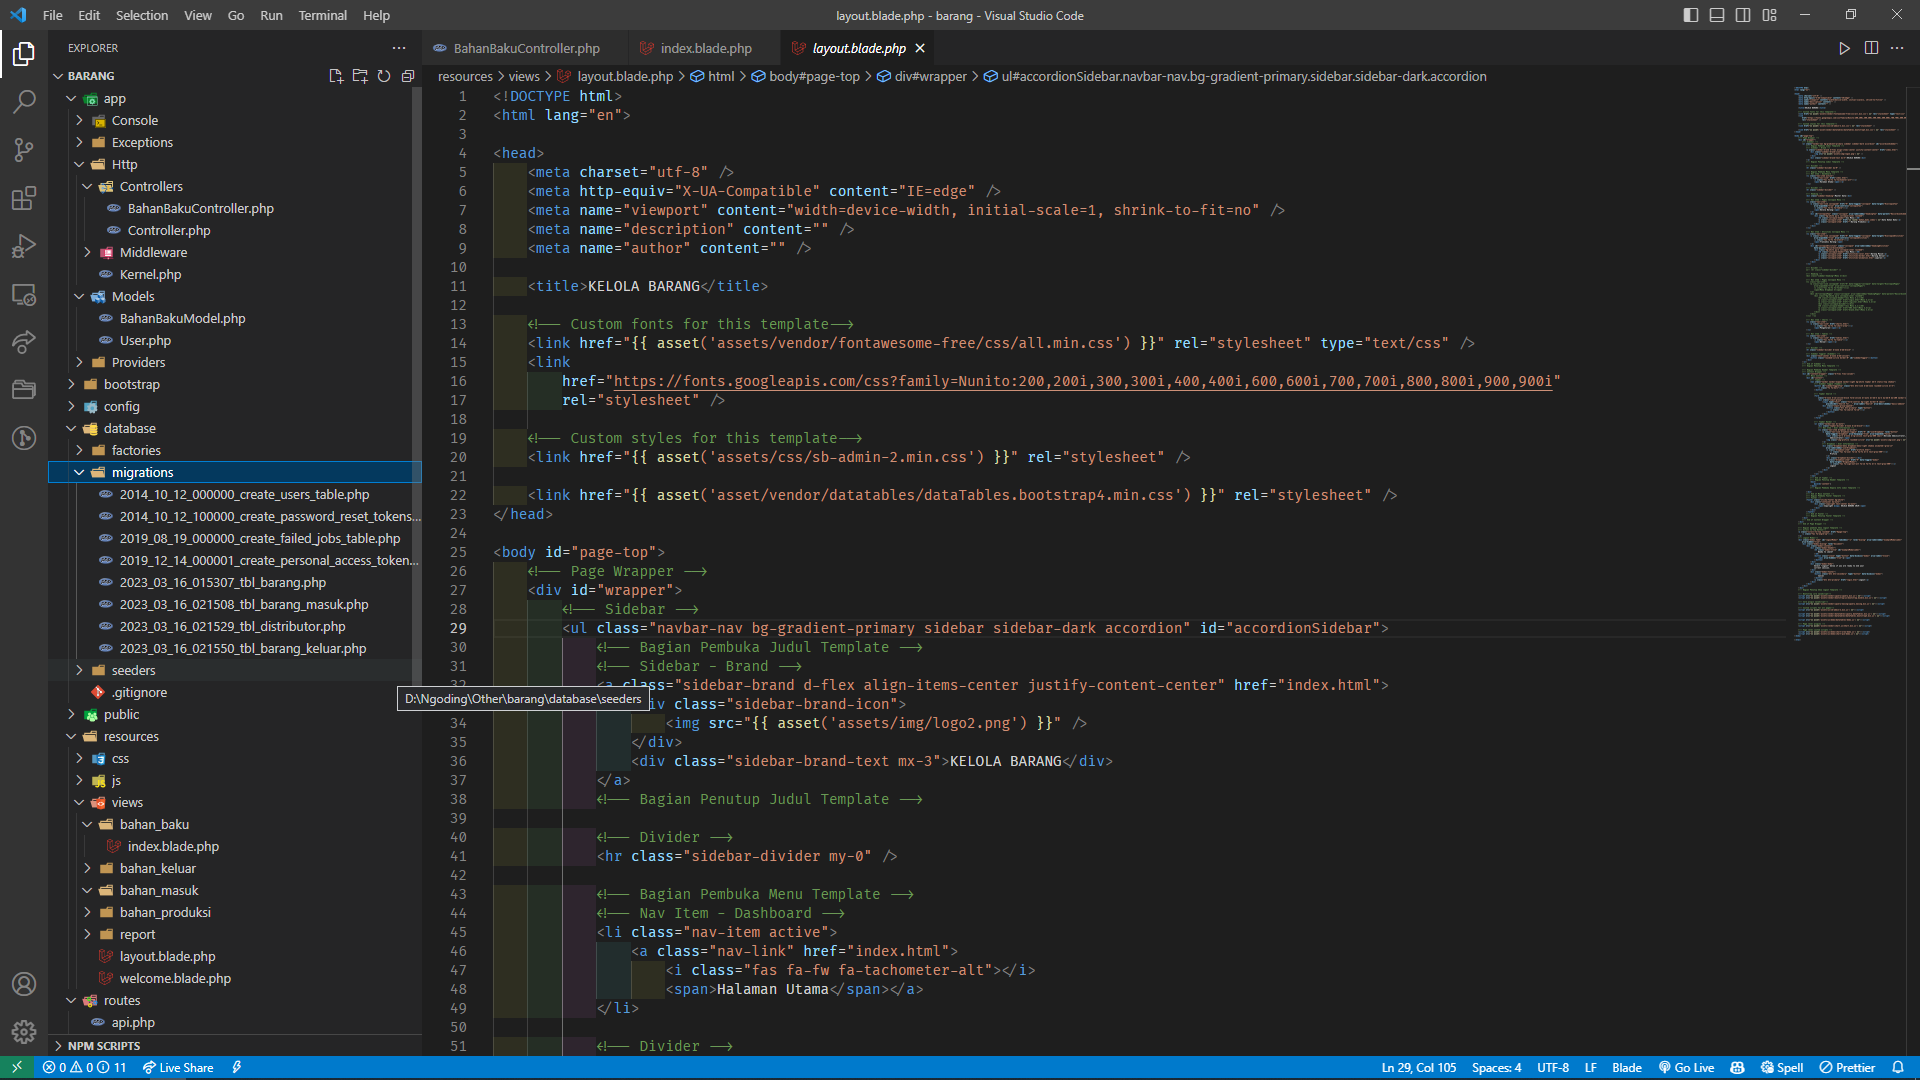 File Edit Selection View Go Run Terminal Help
layout.blade.php - barang - Visual Studio Code
EXPLORER
BARANG
app
Console
Exceptions
Http
Controllers
BahanBakuController.php
Controller.php
Middleware
Kernel.php
Models
BahanBakuModel.php
User.php
Providers
bootstrap
config
database
factories
migrations
2014_10_12_000000_create_users_table.php
2014_10_12_100000_create_password_reset_tokens...
2019_08_19_000000_create_failed_jobs_table.php
2019_12_14_000001_create_personal_access_token...
2023_03_16_015307_tbl_barang.php
2023_03_16_021508_tbl_barang_masuk.php
2023_03_16_021529_tbl_distributor.php
2023_03_16_021550_tbl_barang_keluar.php
seeders
.gitignore
public
resources
css
js
views
bahan_baku
index.blade.php
bahan_keluar
bahan_masuk
bahan_produksi
report
layout.blade.php
welcome.blade.php
routes
api.php
NPM SCRIPTS
D:\Ngoding\Other\barang\database\seeders
BahanBakuController.php index.blade.php layout.blade.php
resources > views > layout.blade.php > html > body#page-top > div#wrapper > ul#accordionSidebar.navbar-nav.bg-gradient-primary.sidebar.sidebar-dark.accordion
1 <!DOCTYPE html>
2 <html lang="en">
3
4 <head>
5 <meta charset="utf-8" />
6 <meta http-equiv="X-UA-Compatible" content="IE=edge" />
7 <meta name="viewport" content="width=device-width, initial-scale=1, shrink-to-fit=no" />
8 <meta name="description" content="" />
9 <meta name="author" content="" />
10
11 <title>KELOLA BARANG</title>
12
13 <!-- Custom fonts for this template-->
14 <link href="{{ asset('assets/vendor/fontawesome-free/css/all.min.css') }}" rel="stylesheet" type="text/css" />
15 <link
16 href="https://fonts.googleapis.com/css?family=Nunito:200,200i,300,300i,400,400i,600,600i,700,700i,800,800i,900,900i"
17 rel="stylesheet" />
18
19 <!-- Custom styles for this template-->
20 <link href="{{ asset('assets/css/sb-admin-2.min.css') }}" rel="stylesheet" />
21
22 <link href="{{ asset('asset/vendor/datatables/dataTables.bootstrap4.min.css') }}" rel="stylesheet" />
23 </head>
24
25 <body id="page-top">
26 <!-- Page Wrapper -->
27 <div id="wrapper">
28 <!-- Sidebar -->
29 <ul class="navbar-nav bg-gradient-primary sidebar sidebar-dark accordion" id="accordionSidebar">
30 <!-- Bagian Pembuka Judul Template -->
31 <!-- Sidebar - Brand -->
32 <a class="sidebar-brand d-flex align-items-center justify-content-center" href="index.html">
iv class="sidebar-brand-icon">
34 <img src="{{ asset('assets/img/logo2.png') }}" />
35 </div>
36 <div class="sidebar-brand-text mx-3">KELOLA BARANG</div>
37 </a>
38 <!-- Bagian Penutup Judul Template -->
39
40 <!-- Divider -->
41 <hr class="sidebar-divider my-0" />
42
43 <!-- Bagian Pembuka Menu Template -->
44 <!-- Nav Item - Dashboard -->
45 <li class="nav-item active">
46 <a class="nav-link" href="index.html">
47 <i class="fas fa-fw fa-tachometer-alt"></i>
48 <span>Halaman Utama</span></a>
49 </li>
50
51 <!-- Divider -->
0 0 11 Live Share
Ln 29, Col 105 Spaces: 4 UTF-8 LF Blade Go Live Spell Prettier